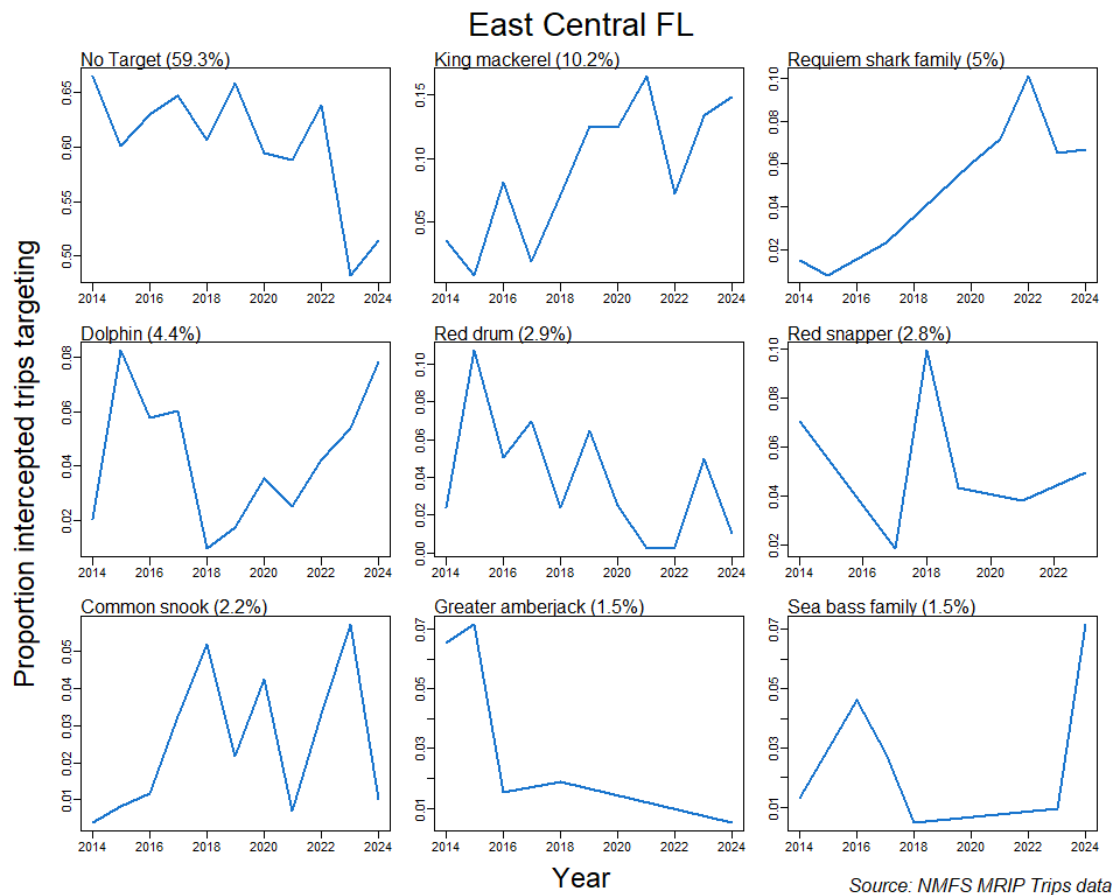 East Central FL
No Target (59.3%)
King mackerel (10.2%)
Requiem shark family (5%)
0.65
0.60
0.55
0.50
2014 2016 2018 2020 2022 2024
0.15
0.10
0.05
2014 2016 2018 2020 2022 2024
0.10
0.08
0.06
0.04
0.02
2014 2016 2018 2020 2022 2024
Proportion intercepted trips targeting
Dolphin (4.4%)
Red drum (2.9%)
Red snapper (2.8%)
0.08
0.06
0.04
0.02
2014 2016 2018 2020 2022 2024
0.10
0.08
0.06
0.04
0.02
0.00
2014 2016 2018 2020 2022 2024
0.10
0.08
0.06
0.04
0.02
2014 2016 2018 2020 2022
Common snook (2.2%)
Greater amberjack (1.5%)
Sea bass family (1.5%)
0.05
0.04
0.03
0.02
0.01
2014 2016 2018 2020 2022 2024
0.07
0.05
0.03
0.01
2014 2016 2018 2020 2022 2024
0.07
0.05
0.03
0.01
2014 2016 2018 2020 2022 2024
Year
Source: NMFS MRIP Trips data